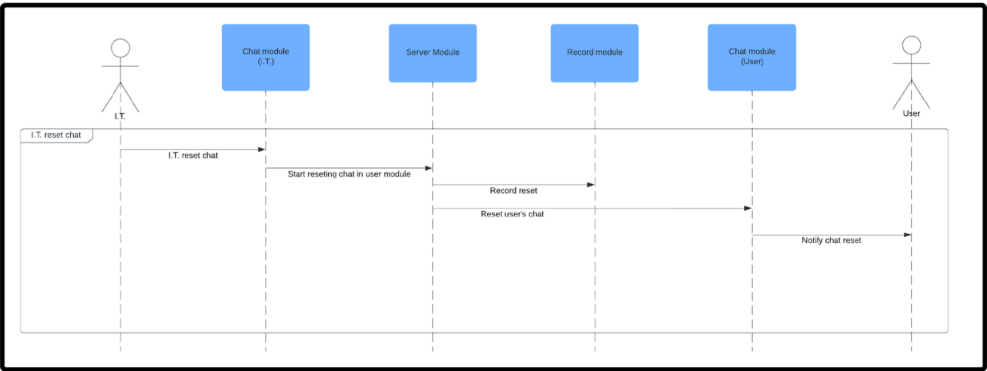 Chat module
(I.T.)
Server Module
Record module
Chat module
(User)
I.T.
User
I.T. reset chat
I.T. reset chat
Start reseting chat in user module
Record reset
Reset user's chat
Notify chat reset